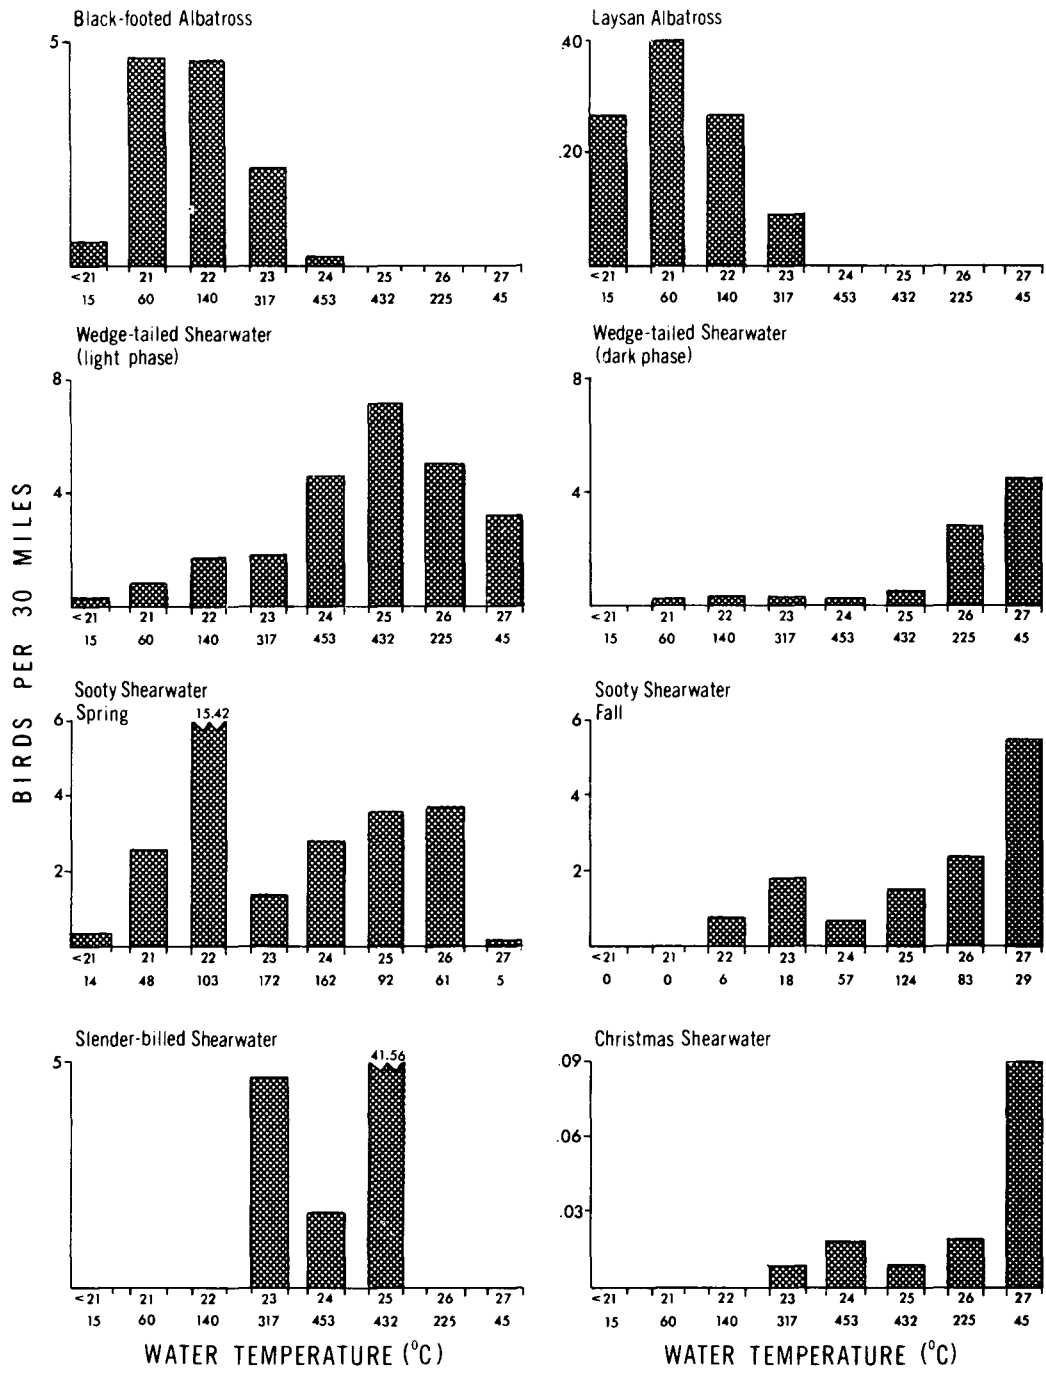 Black-footed Albatross
5
<21 21 22 23 24 25 26 27
15 60 140 317 453 432 225 45
Laysan Albatross
.40
.20
<21 21 22 23 24 25 26 27
15 60 140 317 453 432 225 45
Wedge-tailed Shearwater
(light phase)
8
4
<21 21 22 23 24 25 26 27
15 60 140 317 453 432 225 45
Wedge-tailed Shearwater
(dark phase)
8
4
<21 21 22 23 24 25 26 27
15 60 140 317 453 432 225 45
BIRDS PER 30 MILES
Sooty Shearwater
Spring
15.42
6
4
2
<21 21 22 23 24 25 26 27
14 48 103 172 162 92 61 5
Sooty Shearwater
Fall
6
4
2
<21 21 22 23 24 25 26 27
0 0 6 18 57 124 83 29
Slender-billed Shearwater
41.56
5
<21 21 22 23 24 25 26 27
15 60 140 317 453 432 225 45
WATER TEMPERATURE (°C)
Christmas Shearwater
.09
.06
.03
<21 21 22 23 24 25 26 27
15 60 140 317 453 432 225 45
WATER TEMPERATURE (°C)